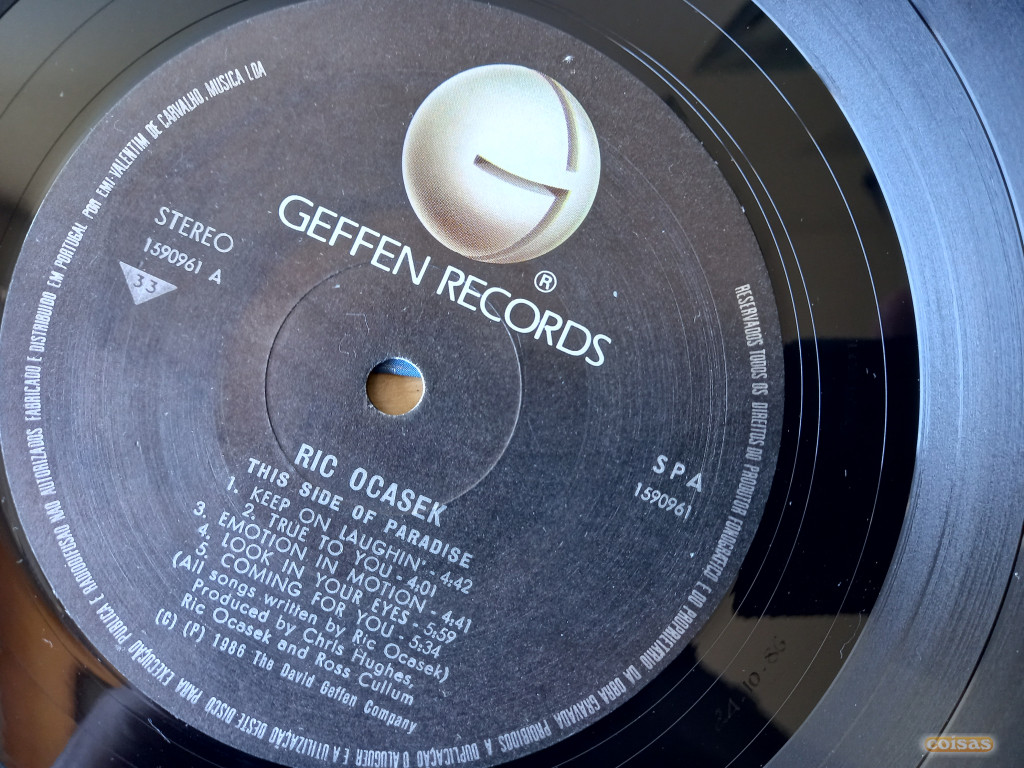 FABRICADO E DISTRIBUIDO EM PORTUGAL POR EMI-VALENTIM DE CARVALHO, MUSICA LDA
GEFFEN RECORDS
®
STEREO
1590961 A
33
SPA
1590961
RIC OCASEK
THIS SIDE OF PARADISE
1. KEEP ON LAUGHIN' - 4:42
2. TRUE TO YOU - 4:01
3. EMOTION IN MOTION - 4:41
4. LOOK IN YOUR EYES - 5:59
5. COMING FOR YOU - 5:34
(All songs written by Ric Ocasek)
Produced by Chris Hughes,
Ric Ocasek and Ross Cullum
(P) 1986 The David Geffen Company
RESERVADOS TODOS OS DIREITOS DO PRODUTOR FONOGRAFICO E DO PROPRIETARIO DA OBRA GRAVADA PROIBIDOS A DUPLICAÇÃO O ALUGUER E A UTILIZAÇÃO DESTE DISCO PARA EXECUÇÃO PUBLICA E RADIODIFUSÃO NÃO AUTORIZADOS
coisas